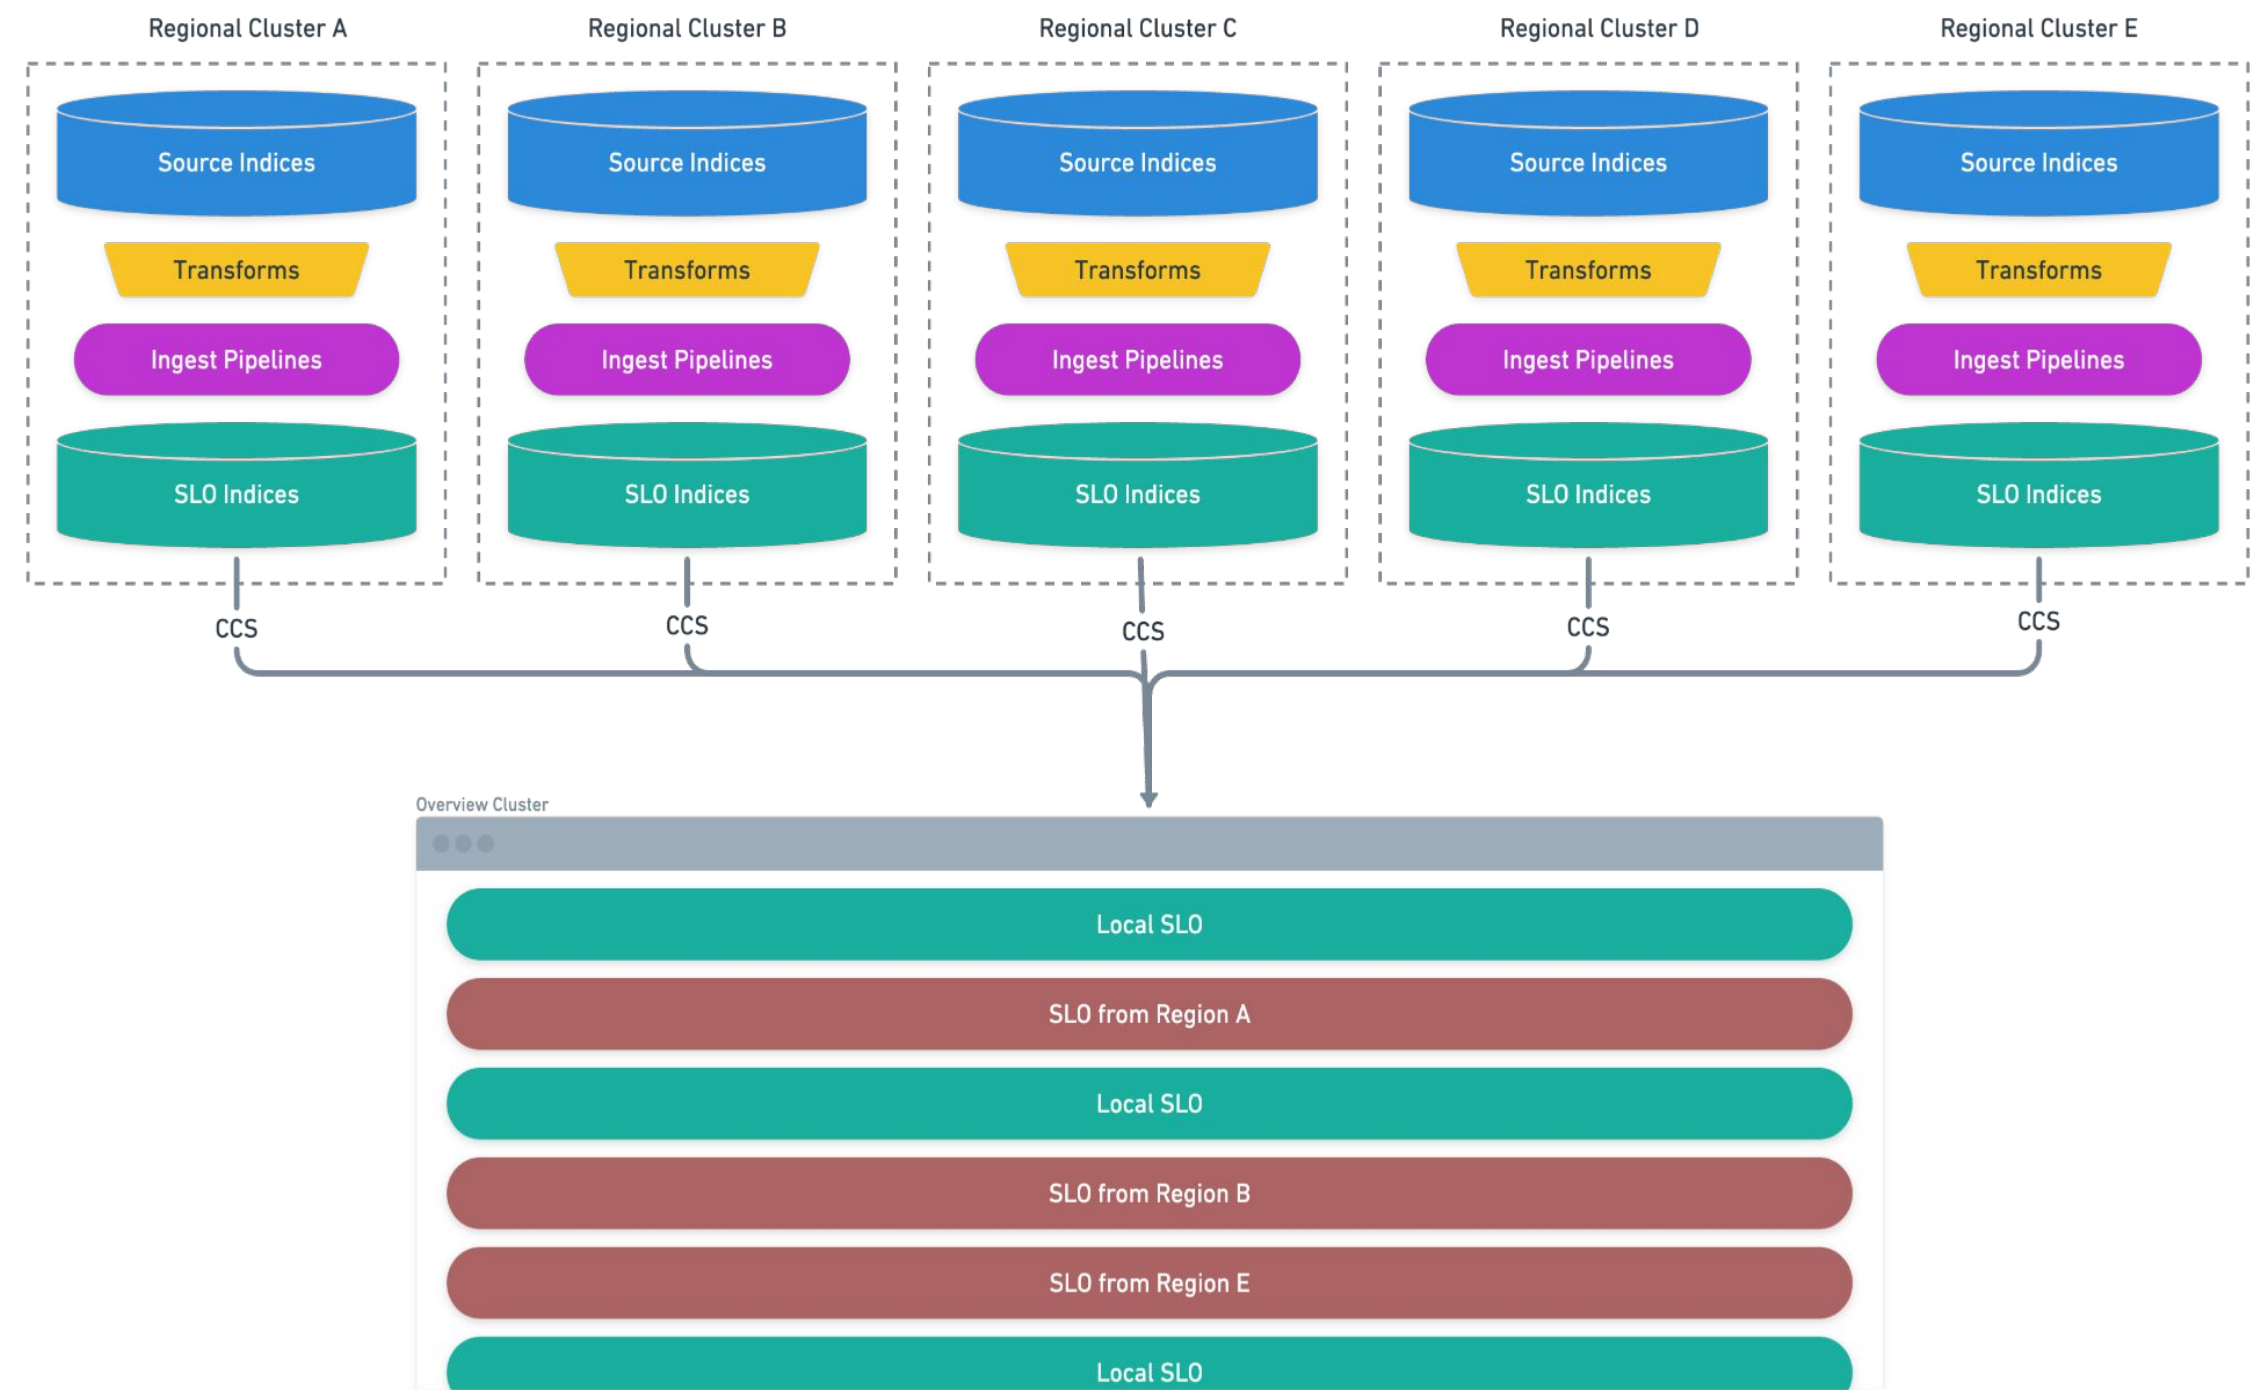 Regional Cluster A
Regional Cluster B
Regional Cluster C
Regional Cluster D
Regional Cluster E
Source Indices
Source Indices
Source Indices
Source Indices
Source Indices
Transforms
Transforms
Transforms
Transforms
Transforms
Ingest Pipelines
Ingest Pipelines
Ingest Pipelines
Ingest Pipelines
Ingest Pipelines
SLO Indices
SLO Indices
SLO Indices
SLO Indices
SLO Indices
CCS
CCS
CCS
CCS
CCS
Overview Cluster
Local SLO
SLO from Region A
Local SLO
SLO from Region B
SLO from Region E
Local SLO